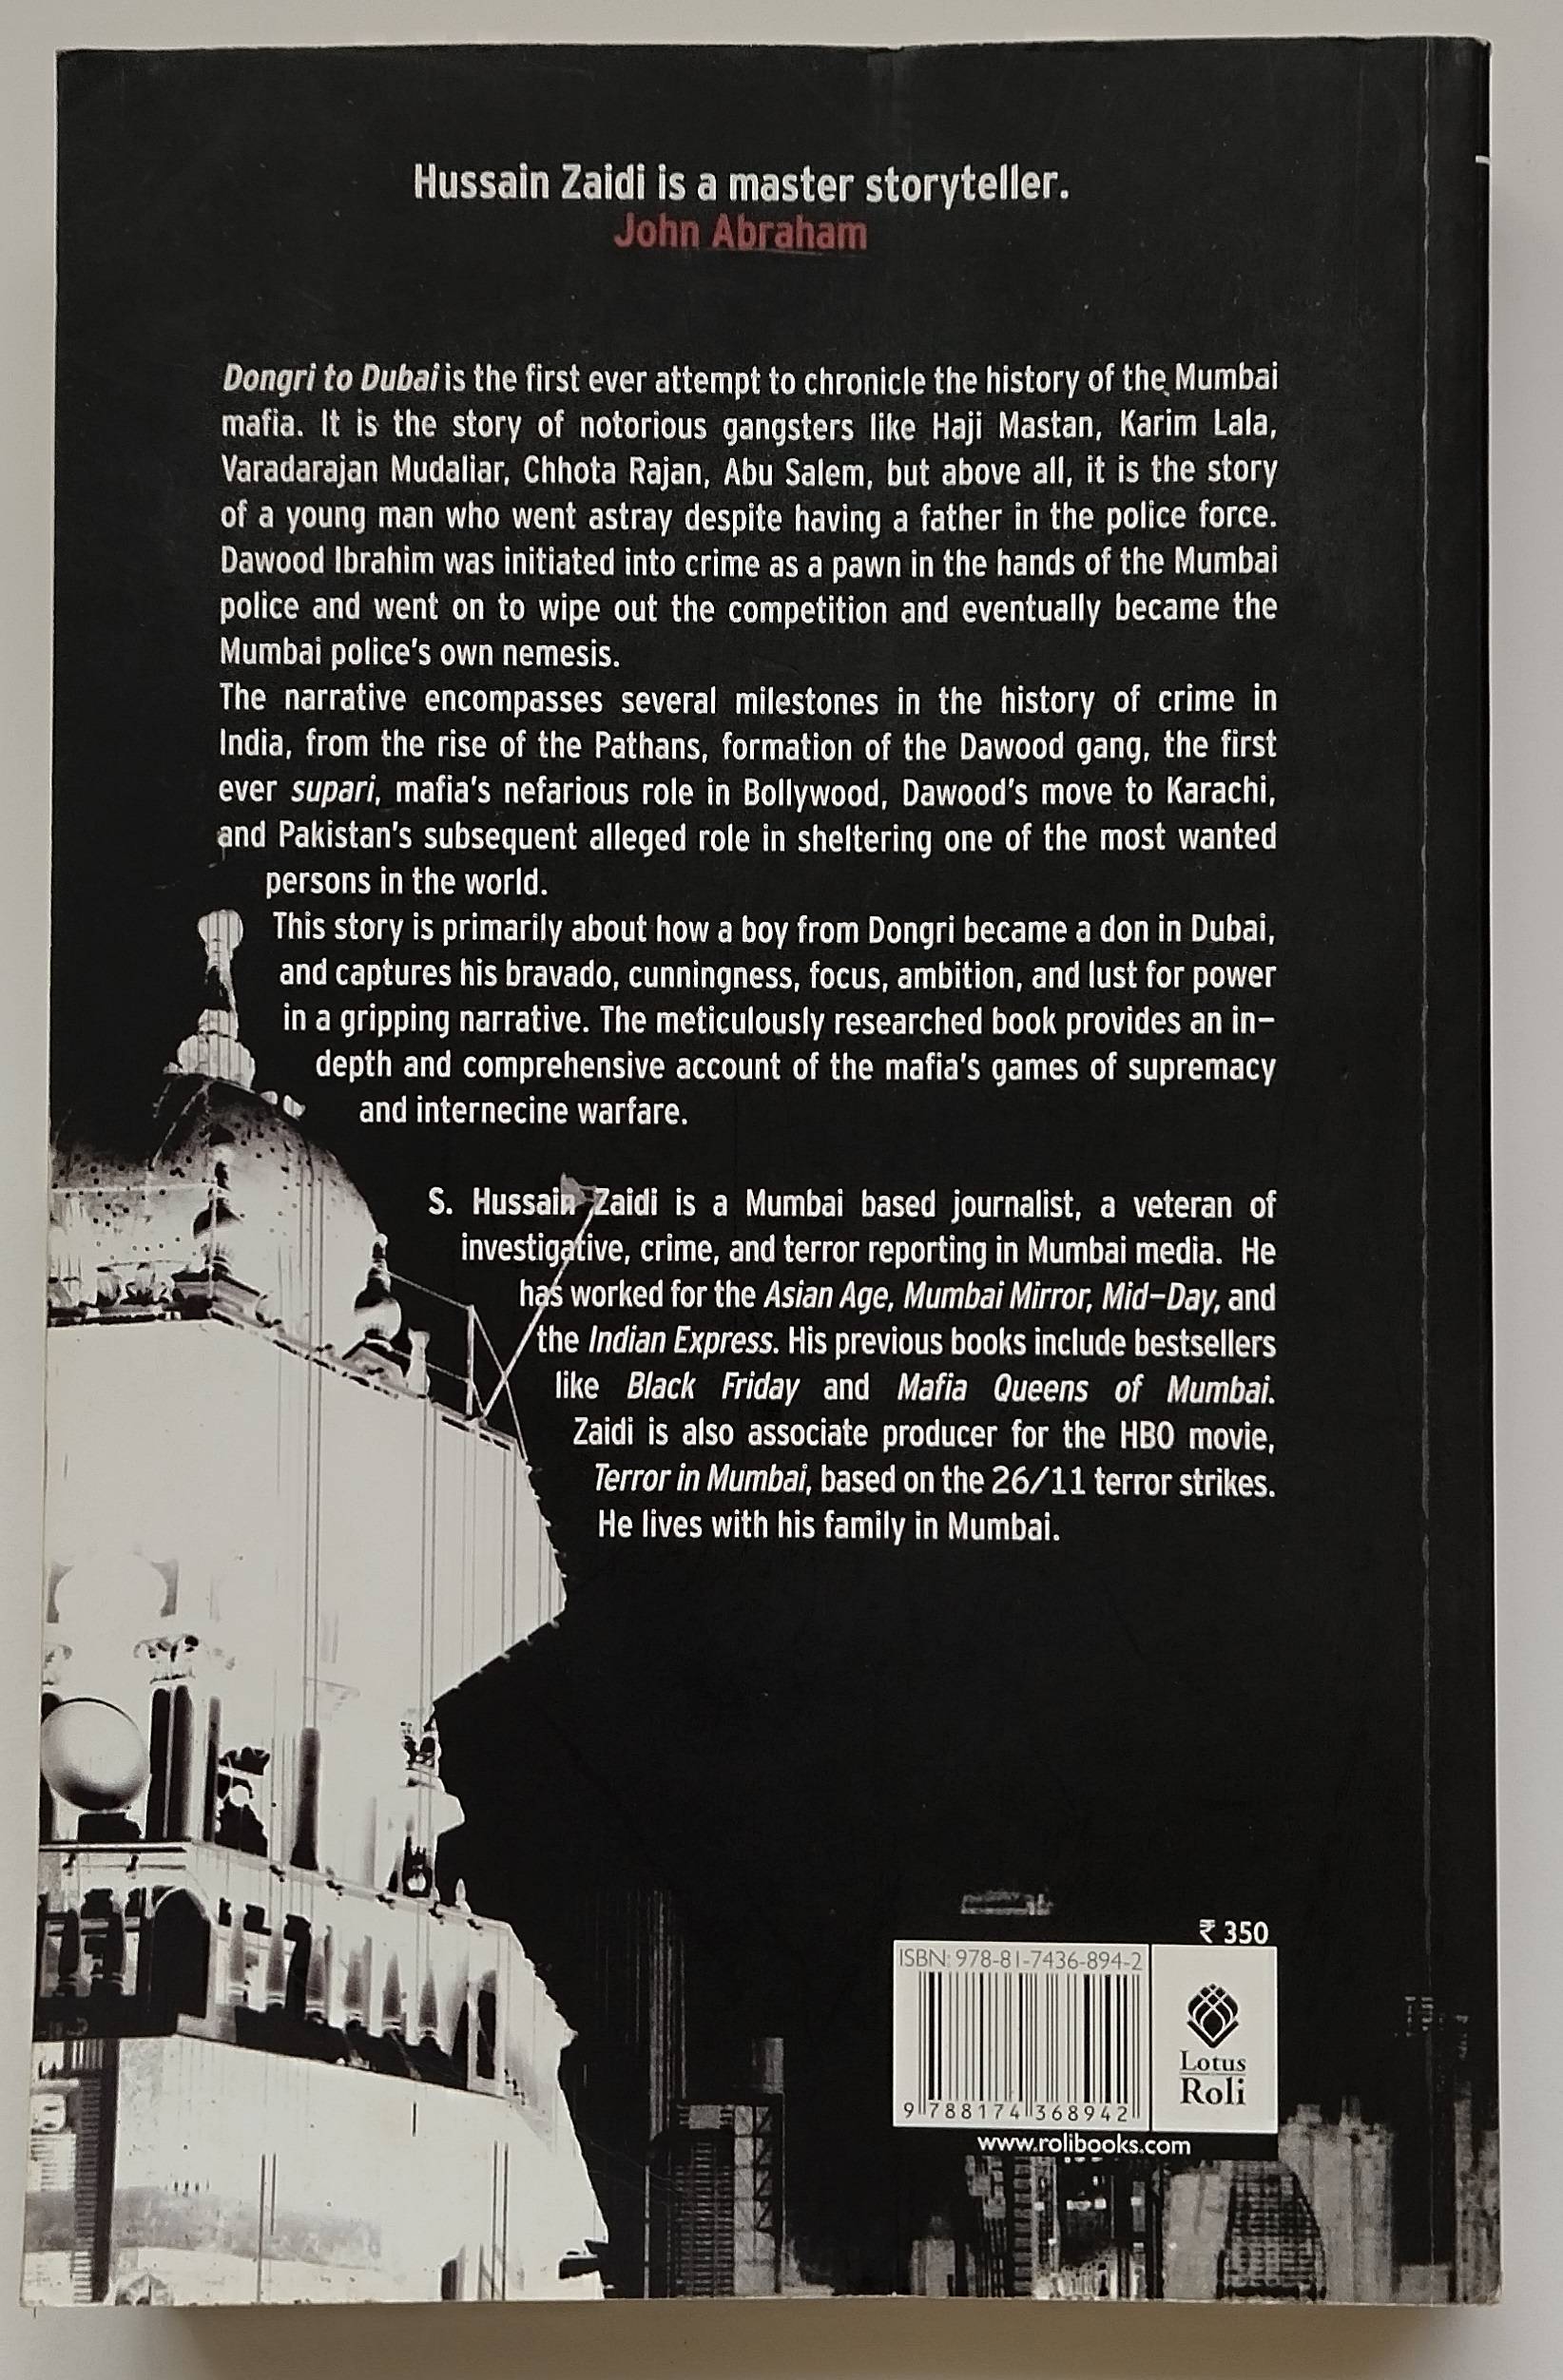 Hussain Zaidi is a master storyteller.
John Abraham
Dongri to Dubai is the first ever attempt to chronicle the history of the Mumbai
mafia. It is the story of notorious gangsters like Haji Mastan, Karim Lala,
Varadarajan Mudaliar, Chhota Rajan, Abu Salem, but above all, it is the story
of a young man who went astray despite having a father in the police force.
Dawood Ibrahim was initiated into crime as a pawn in the hands of the Mumbai
police and went on to wipe out the competition and eventually became the
Mumbai police's own nemesis.
The narrative encompasses several milestones in the history of crime in
India, from the rise of the Pathans, formation of the Dawood gang, the first
ever supari, mafia's nefarious role in Bollywood, Dawood's move to Karachi,
and Pakistan's subsequent alleged role in sheltering one of the most wanted
persons in the world.
This story is primarily about how a boy from Dongri became a don in Dubai,
and captures his bravado, cunningness, focus, ambition, and lust for power
in a gripping narrative. The meticulously researched book provides an in–
depth and comprehensive account of the mafia's games of supremacy
and internecine warfare.
S. Hussain Zaidi is a Mumbai based journalist, a veteran of
investigative, crime, and terror reporting in Mumbai media. He
has worked for the Asian Age, Mumbai Mirror, Mid–Day, and
the Indian Express. His previous books include bestsellers
like Black Friday and Mafia Queens of Mumbai.
Zaidi is also associate producer for the HBO movie,
Terror in Mumbai, based on the 26/11 terror strikes.
He lives with his family in Mumbai.
₹ 350
ISBN: 978-81-7436-894-2
9 788174 368942
Lotus
Roli
www.rolibooks.com